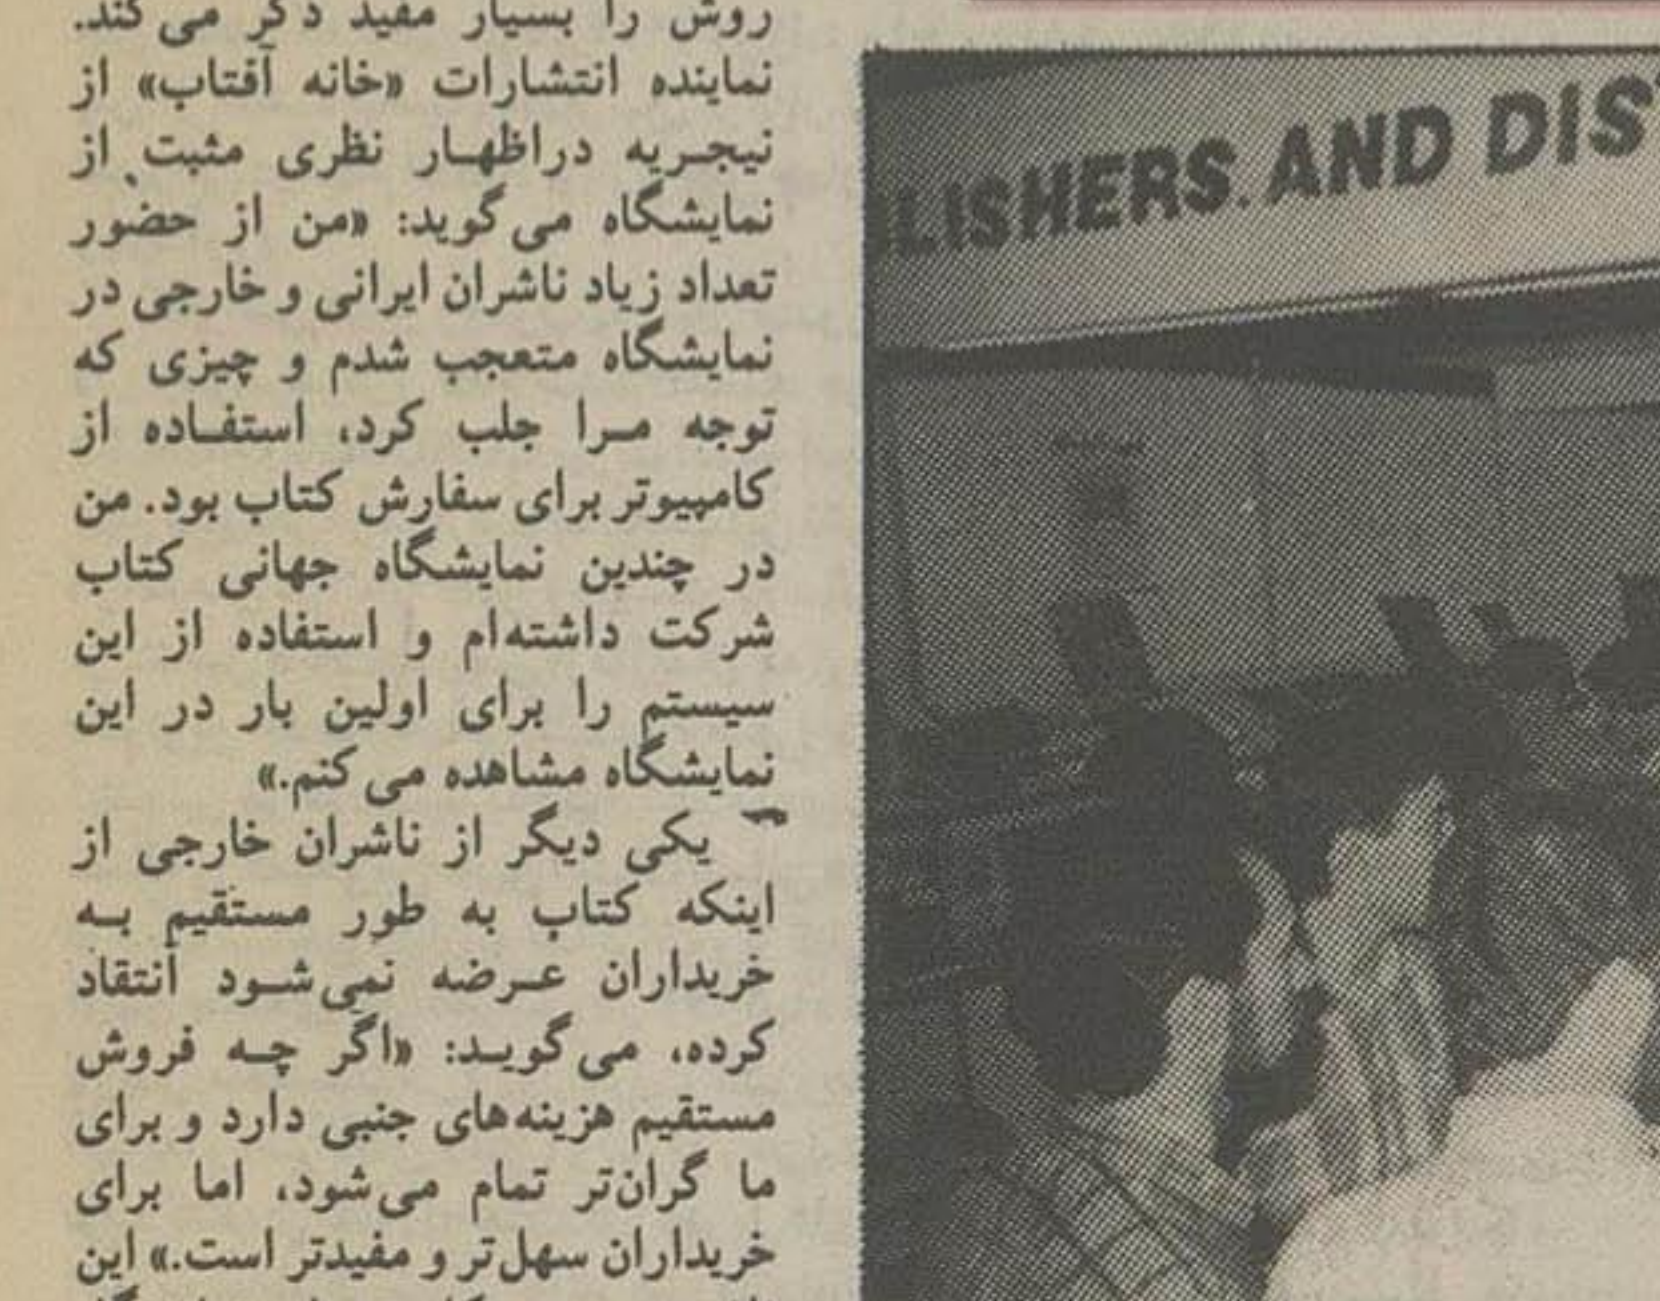 روش را بسیار مفید ذکر می‌کند.
نماینده انتشارات «خانه آفتاب» از
نیجریه دراظهار نظری مثبت از
نمایشگاه می‌گوید: «من از حضور
تعداد زیاد ناشران ایرانی و خارجی در
نمایشگاه متعجب شدم و چیزی که
توجه مرا جلب کرد، استفاده از
کامپیوتر برای سفارش کتاب بود. من
در چندین نمایشگاه جهانی کتاب
شرکت داشته‌ام و استفاده از این
سیستم را برای اولین بار در این
نمایشگاه مشاهده می‌کنم.»
یکی دیگر از ناشران خارجی از
اینکه کتاب به طور مستقیم به
خریداران عرضه نمی‌شود انتقاد
کرده، می‌گوید: «اگر چه فروش
مستقیم هزینه‌های جنبی دارد و برای
ما گران‌تر تمام می‌شود، اما برای
خریداران سهل‌تر و مفیدتر است.» این
LISHERS. AND DIS